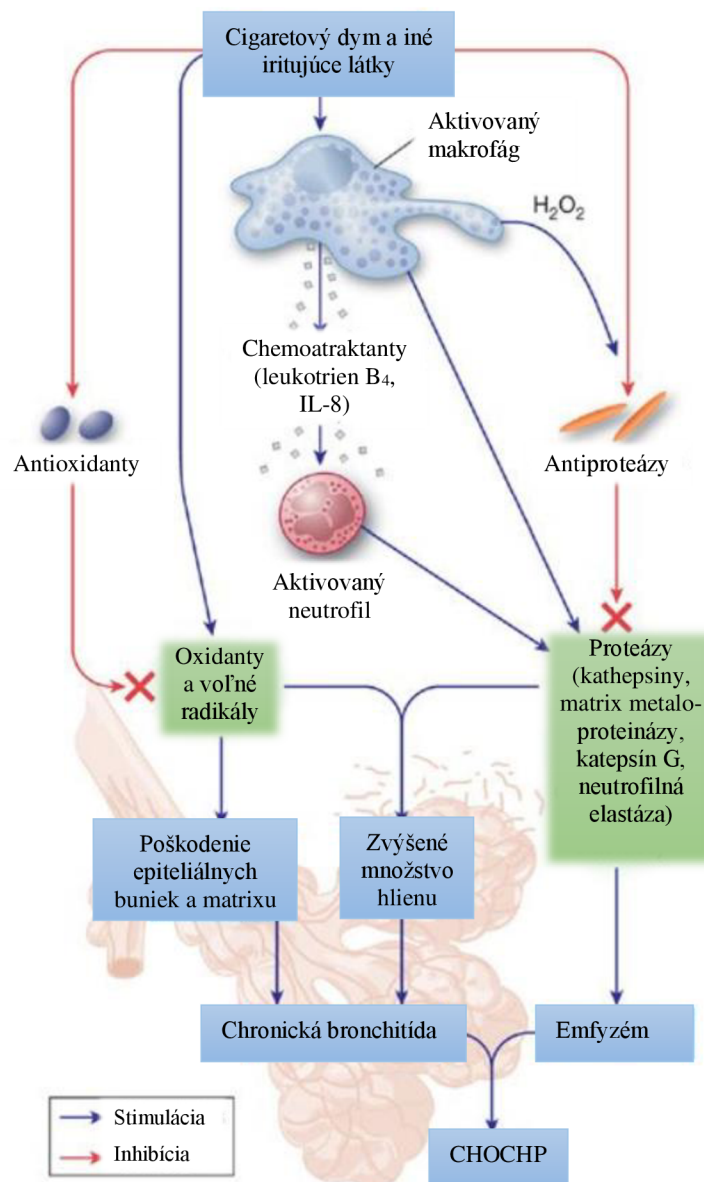 Cigaretový dym a iné
iritujúce látky
Aktivovaný
makrofág
H₂O₂
Chemoatraktanty
(leukotrien B₄,
IL-8)
Antioxidanty
Antiproteázy
Aktivovaný
neutrofil
Oxidanty
a voľné
radikály
Proteázy
(kathepsiny,
matrix metalo-
proteinázy,
katepsín G,
neutrofilná
elastáza)
Poškodenie
epiteliálnych
buniek a matrixu
Zvýšené
množstvo
hlienu
Chronická bronchitída
Emfyzém
Stimulácia
Inhibícia
CHOCHP